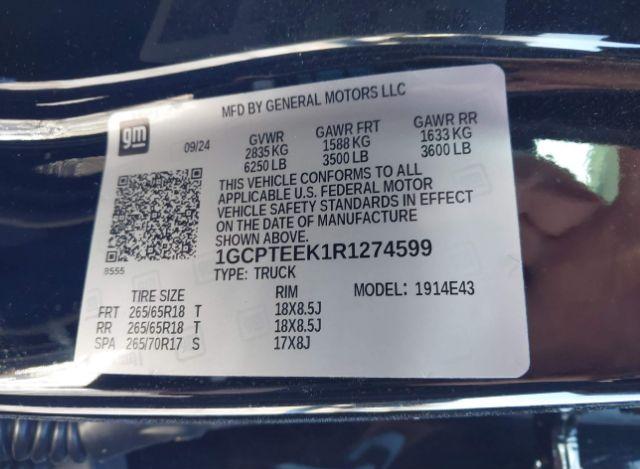 MFD BY GENERAL MOTORS LLC
gm
09/24
GVWR GAWR FRT GAWR RR
2835 KG 1588 KG 1633 KG
6250 LB 3500 LB 3600 LB
THIS VEHICLE CONFORMS TO ALL
APPLICABLE U.S. FEDERAL MOTOR
VEHICLE SAFETY STANDARDS IN EFFECT
ON THE DATE OF MANUFACTURE
SHOWN ABOVE.
8555
1GCPTEEK1R1274599
TYPE: TRUCK
TIRE SIZE RIM MODEL: 1914E43
FRT 265/65R18 T 18X8.5J
RR 265/65R18 T 18X8.5J
SPA 265/70R17 S 17X8J